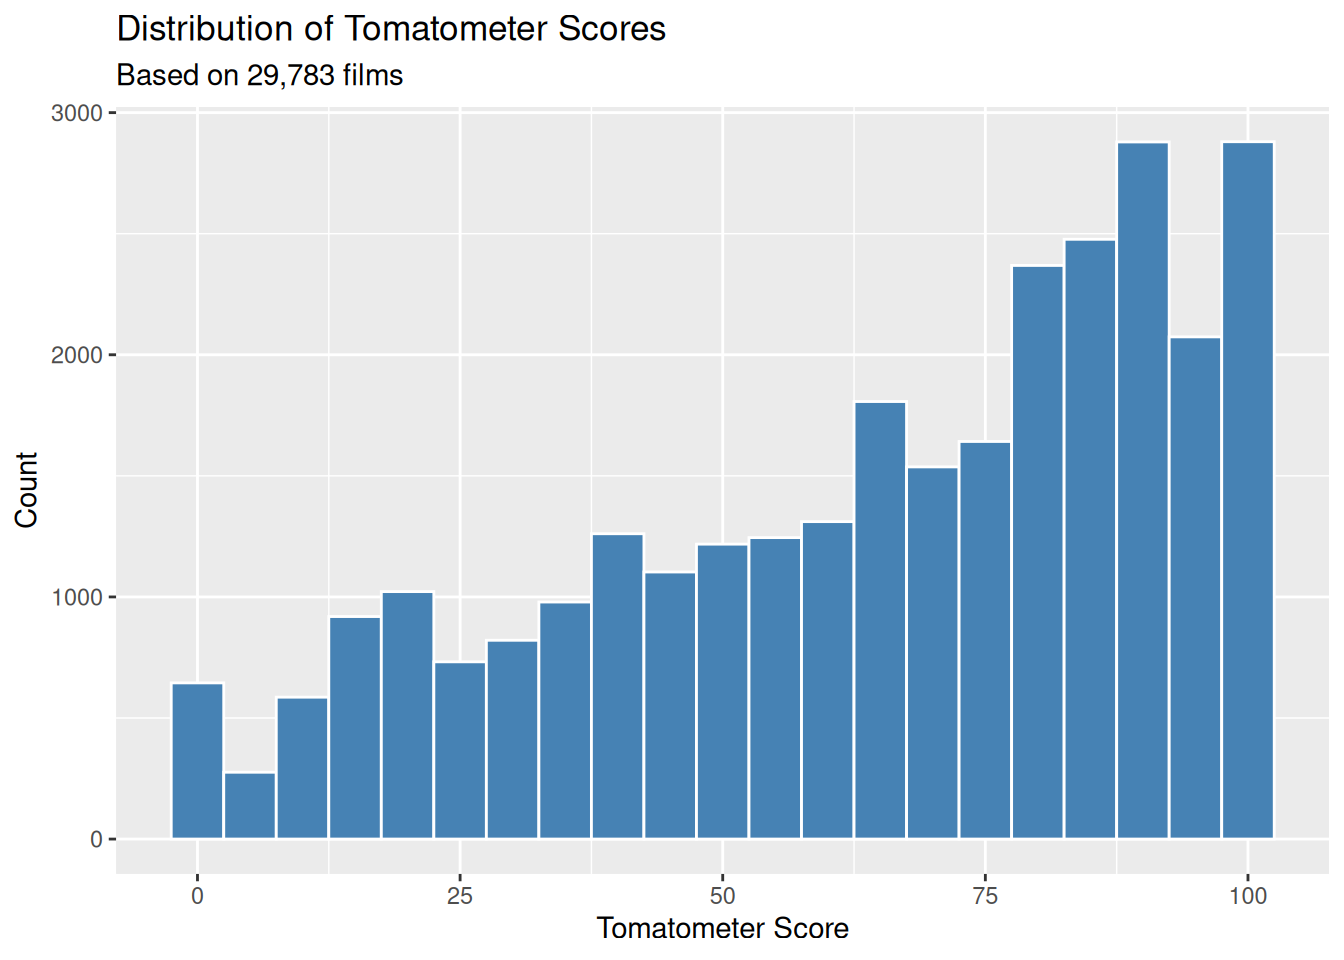 Distribution of Tomatometer Scores
Based on 29,783 films
3000
2000
1000
0
Count
0 25 50 75 100
Tomatometer Score